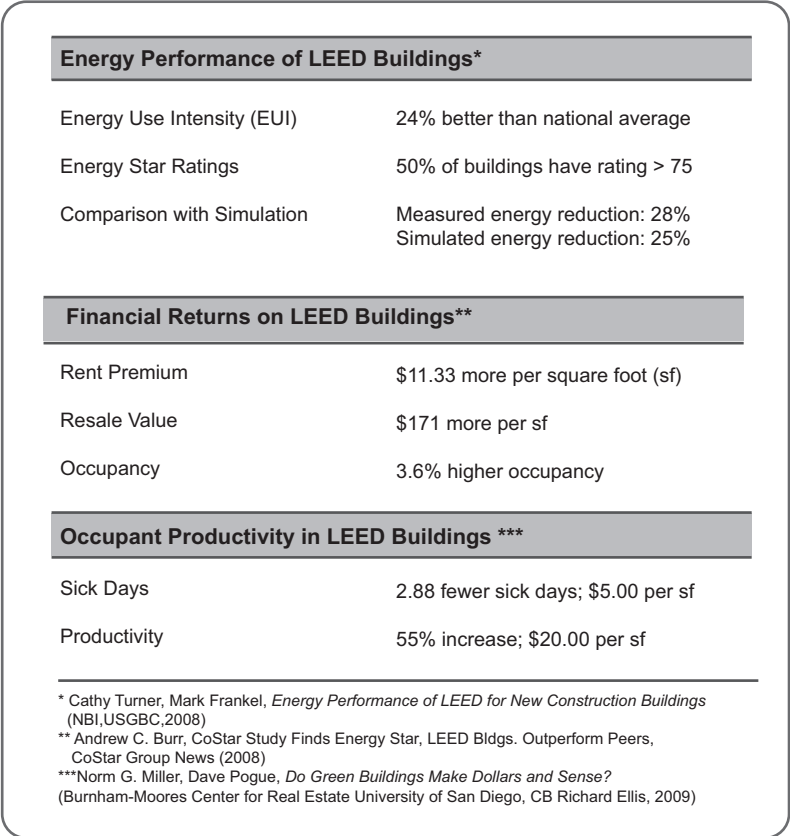 Energy Performance of LEED Buildings*
Energy Use Intensity (EUI) 24% better than national average
Energy Star Ratings 50% of buildings have rating > 75
Comparison with Simulation Measured energy reduction: 28%
Simulated energy reduction: 25%
Financial Returns on LEED Buildings**
Rent Premium $11.33 more per square foot (sf)
Resale Value $171 more per sf
Occupancy 3.6% higher occupancy
Occupant Productivity in LEED Buildings ***
Sick Days 2.88 fewer sick days; $5.00 per sf
Productivity 55% increase; $20.00 per sf
* Cathy Turner, Mark Frankel, Energy Performance of LEED for New Construction Buildings
(NBI,USGBC,2008)
** Andrew C. Burr, CoStar Study Finds Energy Star, LEED Bldgs. Outperform Peers,
CoStar Group News (2008)
***Norm G. Miller, Dave Pogue, Do Green Buildings Make Dollars and Sense?
(Burnham-Moores Center for Real Estate University of San Diego, CB Richard Ellis, 2009)